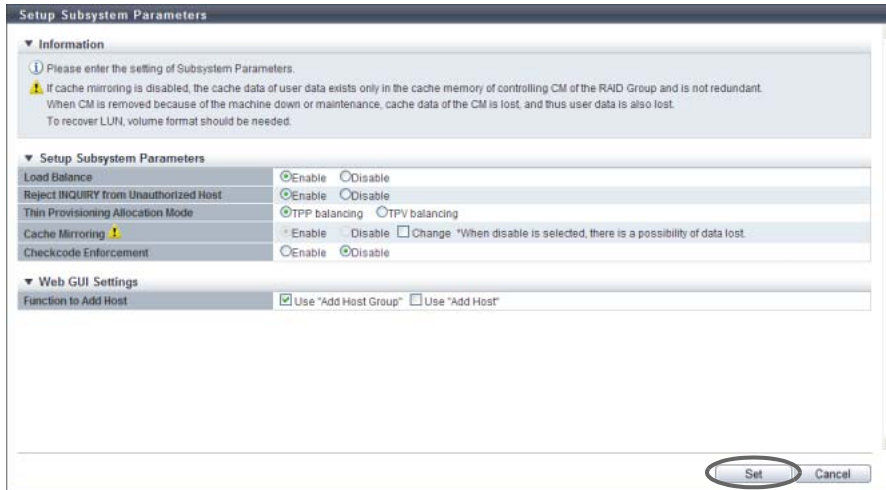 Setup Subsystem Parameters
Information
Please enter the setting of Subsystem Parameters.
If cache mirroring is disabled, the cache data of user data exists only in the cache memory of controlling CM of the RAID Group and is not redundant.
When CM is removed because of the machine down or maintenance, cache data of the CM is lost, and thus user data is also lost.
To recover LUN, volume format should be needed.
Setup Subsystem Parameters
Load Balance Enable Disable
Reject INQUIRY from Unauthorized Host Enable Disable
Thin Provisioning Allocation Mode TPP balancing TPV balancing
Cache Mirroring Enable Disable Change *When disable is selected, there is a possibility of data lost.
Checkcode Enforcement Enable Disable
Web GUI Settings
Function to Add Host Use "Add Host Group" Use "Add Host"
Set Cancel